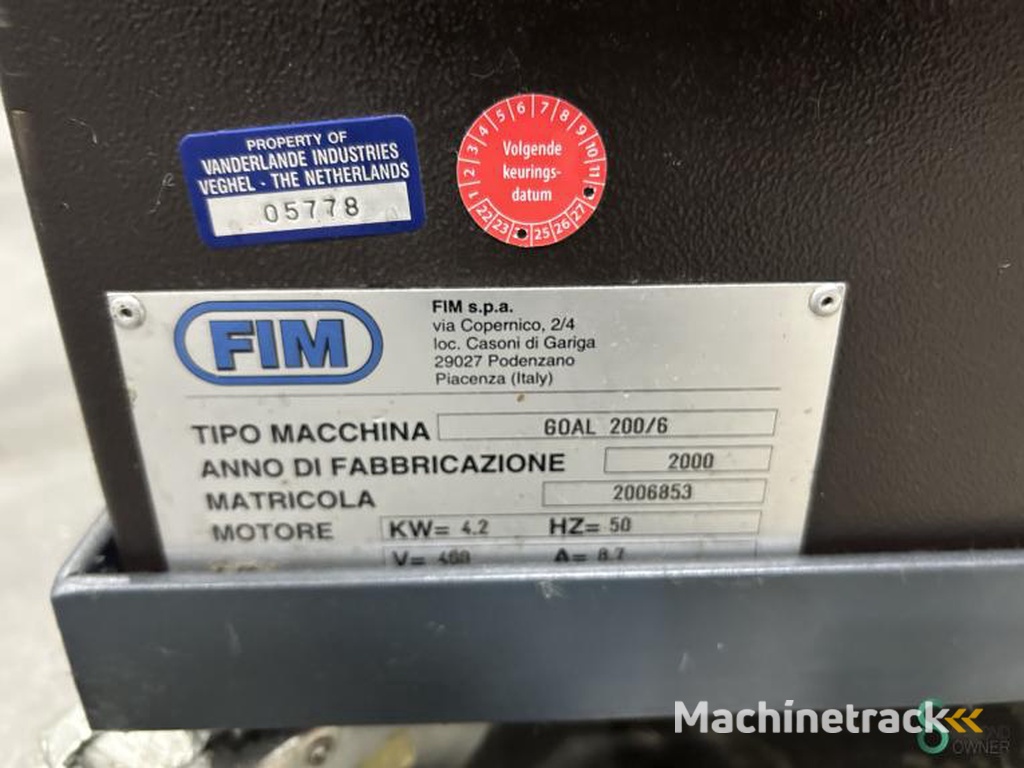 PROPERTY OF
VANDERLANDE INDUSTRIES
VEGHEL - THE NETHERLANDS
05778
1 2 3 4 5 6 7 8 9 10 11
Volgende
keurings-
datum
22 23 25 26 27
FIM
FIM s.p.a.
via Copernico, 2/4
loc. Casoni di Gariga
29027 Podenzano
Piacenza (Italy)
TIPO MACCHINA GOAL 200/6
ANNO DI FABBRICAZIONE 2000
MATRICOLA 2006853
MOTORE KW= 4.2 HZ= 50
V= A= 8.7
Machinetrack
OWNER